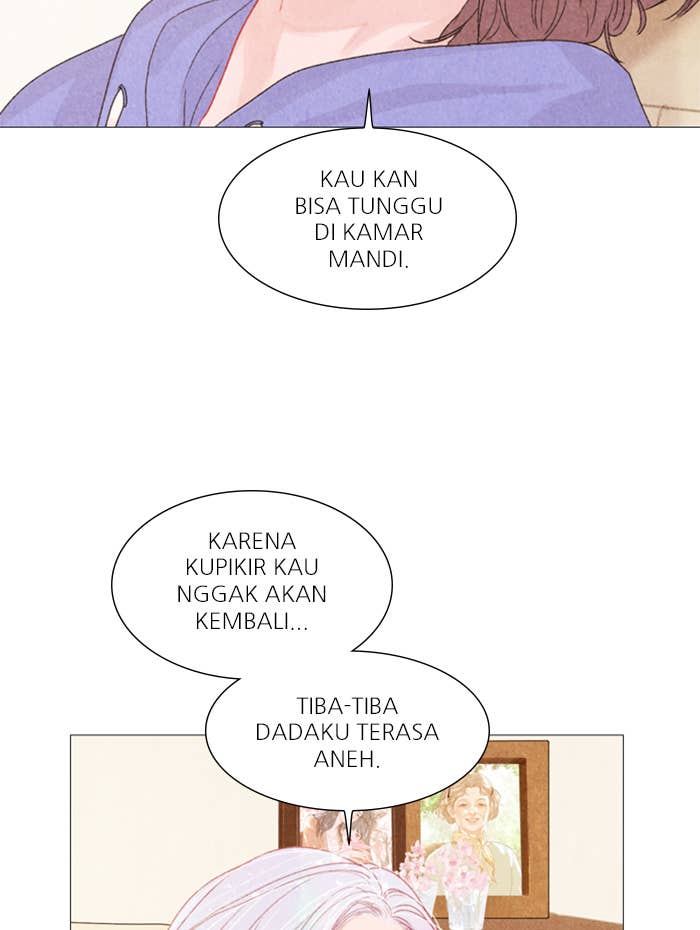 KAU KAN
BISA TUNGGU
DI KAMAR
MANDI.
KARENA
KUPIKIR KAU
NGGAK AKAN
KEMBALI...
TIBA-TIBA
DADAKU TERASA
ANEH.